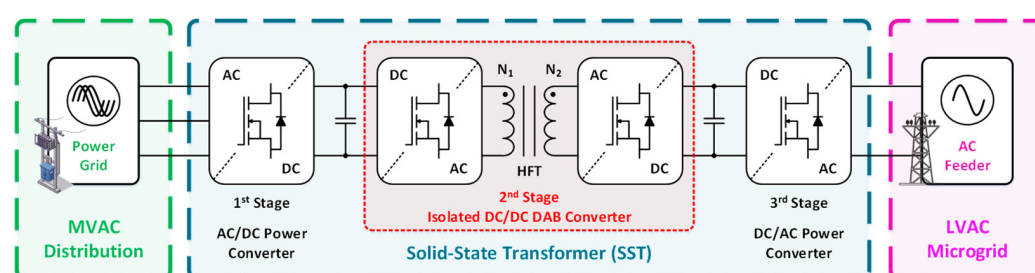 Power
Grid
MVAC
Distribution
AC
DC
1st Stage
AC/DC Power
Converter
DC
AC
N1
N2
HFT
AC
DC
2nd Stage
Isolated DC/DC DAB Converter
Solid-State Transformer (SST)
DC
AC
3rd Stage
DC/AC Power
Converter
AC
Feeder
LVAC
Microgrid